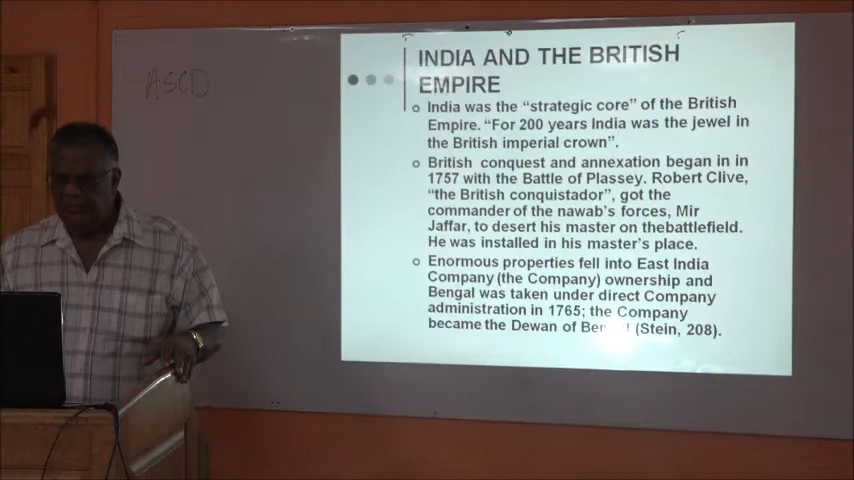 ASCD
INDIA AND THE BRITISH
EMPIRE
India was the “strategic core” of the British
Empire. “For 200 years India was the jewel in
the British imperial crown”.
British conquest and annexation began in in
1757 with the Battle of Plassey. Robert Clive,
“the British conquistador”, got the
commander of the nawab’s forces, Mir
Jaffar, to desert his master on thebattlefield.
He was installed in his master’s place.
Enormous properties fell into East India
Company (the Company) ownership and
Bengal was taken under direct Company
administration in 1765; the Company
became the Dewan of (Stein, 208).